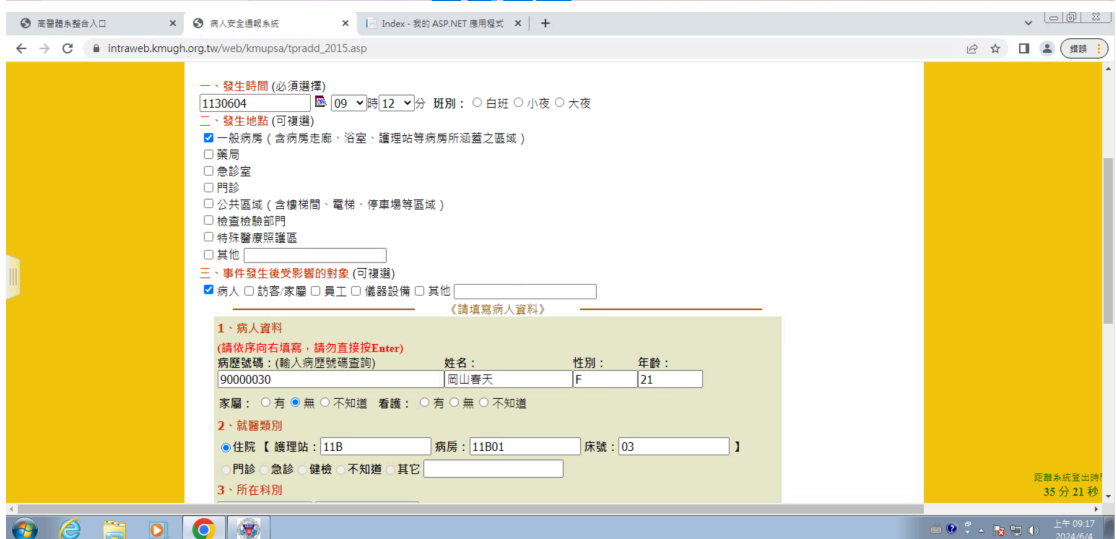 高醫體系整合入口 病人安全通報系統 Index - 我的 ASP.NET 應用程式
intraweb.kmugh.org.tw/web/kmupsa/tpradd_2015.asp 錯誤
一、發生時間 (必須選擇)
1130604 09 時 12 分 班別： 白班 小夜 大夜
二、發生地點 (可複選)
一般病房 ( 含病房走廊、浴室、護理站等病房所涵蓋之區域 )
藥局
急診室
門診
公共區域 ( 含樓梯間、電梯、停車場等區域 )
檢查檢驗部門
特殊醫療照護區
其他
三、事件發生後受影響的對象 (可複選)
病人 訪客/家屬 員工 儀器設備 其他
《請填寫病人資料》
1、病人資料
(請依序向右填寫，請勿直接按Enter)
病歷號碼：(輸入病歷號碼查詢) 姓名： 性別： 年齡：
90000030 岡山春天 F 21
家屬： 有 無 不知道 看護： 有 無 不知道
2、就醫類別
住院【 護理站：11B 病房：11B01 床號：03 】
門診 急診 健檢 不知道 其它
3、所在科別
距離系統登出時
35 分 21 秒
上午 09:17
2024/6/4